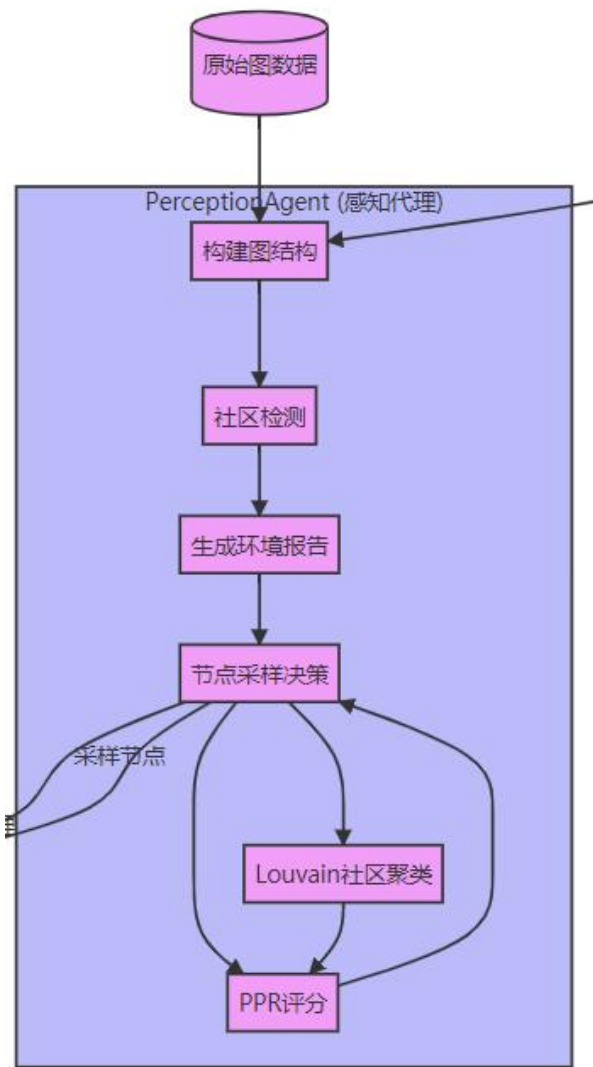 原始图数据
PerceptionAgent (感知代理)
构建图结构
社区检测
生成环境报告
节点采样决策
采样节点
Louvain社区聚类
PPR评分